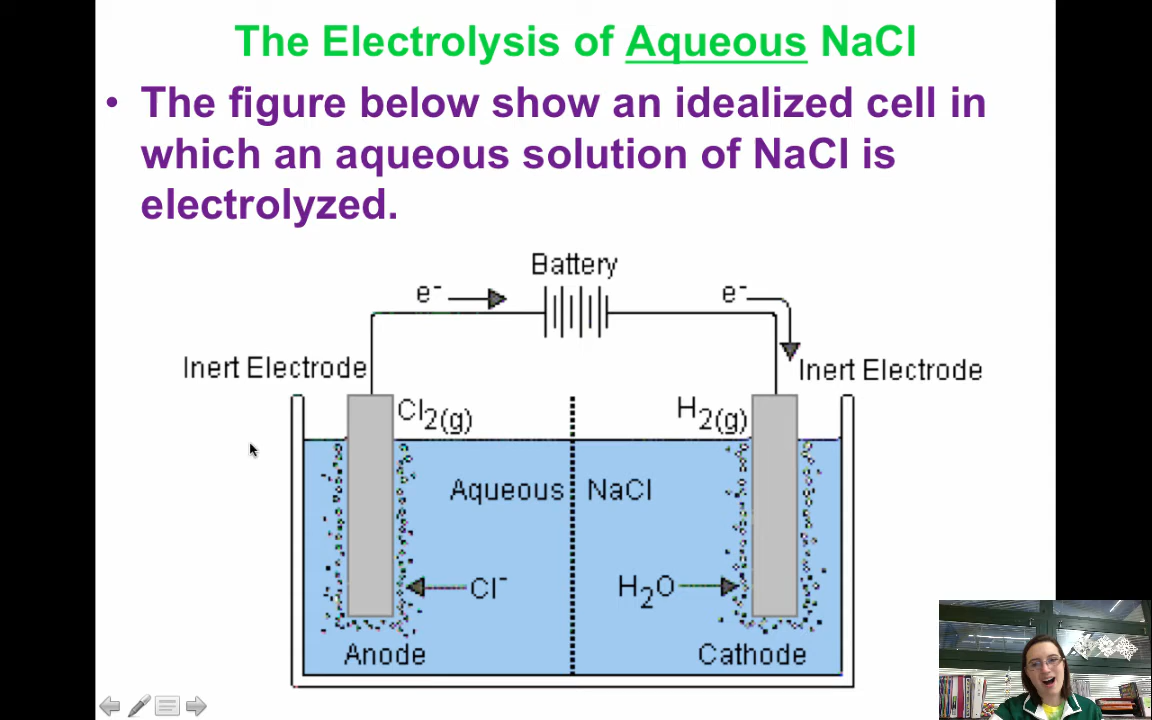 The Electrolysis of Aqueous NaCl
• The figure below show an idealized cell in
which an aqueous solution of NaCl is
electrolyzed.
Battery
e⁻
e⁻
Inert Electrode
Inert Electrode
Cl₂(g)
H₂(g)
Aqueous NaCl
Cl⁻
H₂O
Anode
Cathode